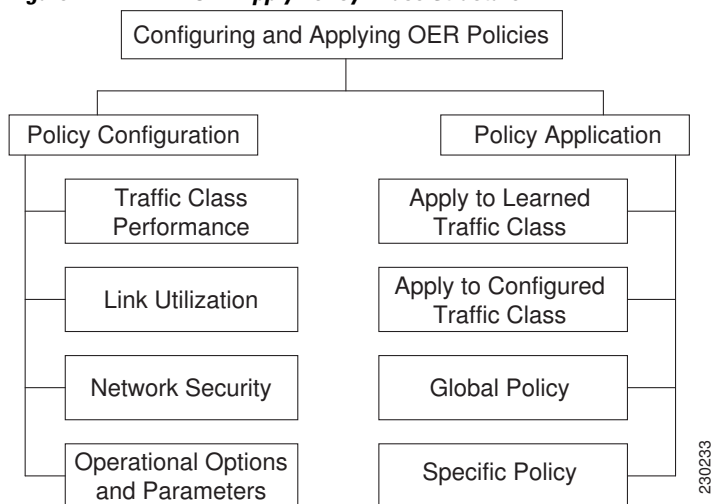 Configuring and Applying OER Policies
Policy Configuration
Policy Application
Traffic Class
Performance
Apply to Learned
Traffic Class
Link Utilization
Apply to Configured
Traffic Class
Network Security
Global Policy
Operational Options
and Parameters
Specific Policy
230233